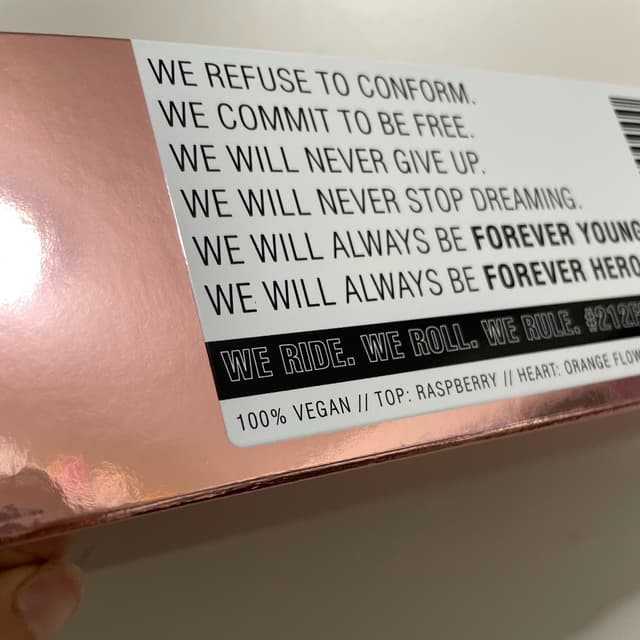 WE REFUSE TO CONFORM.
WE COMMIT TO BE FREE.
WE WILL NEVER GIVE UP.
WE WILL NEVER STOP DREAMING.
WE WILL ALWAYS BE FOREVER YOUNG
WE WILL ALWAYS BE FOREVER HERO
WE RIDE. WE ROLL. WE RULE.
100% VEGAN // TOP: RASPBERRY // HEART: ORANGE FLOW